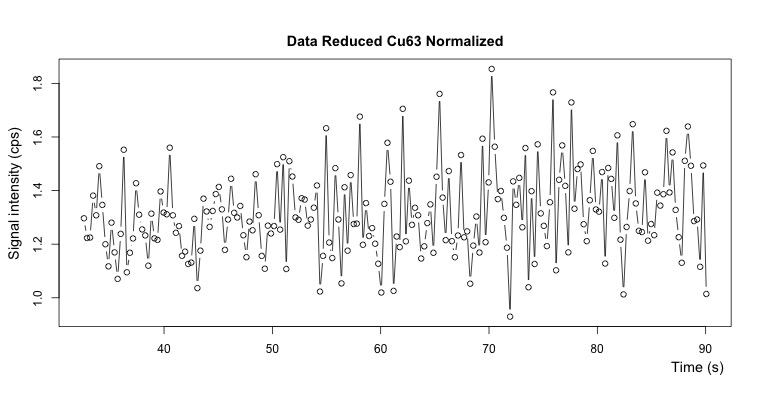 Data Reduced Cu63 Normalized
Signal intensity (cps)
1.8
1.6
1.4
1.2
1.0
40 50 60 70 80 90
Time (s)